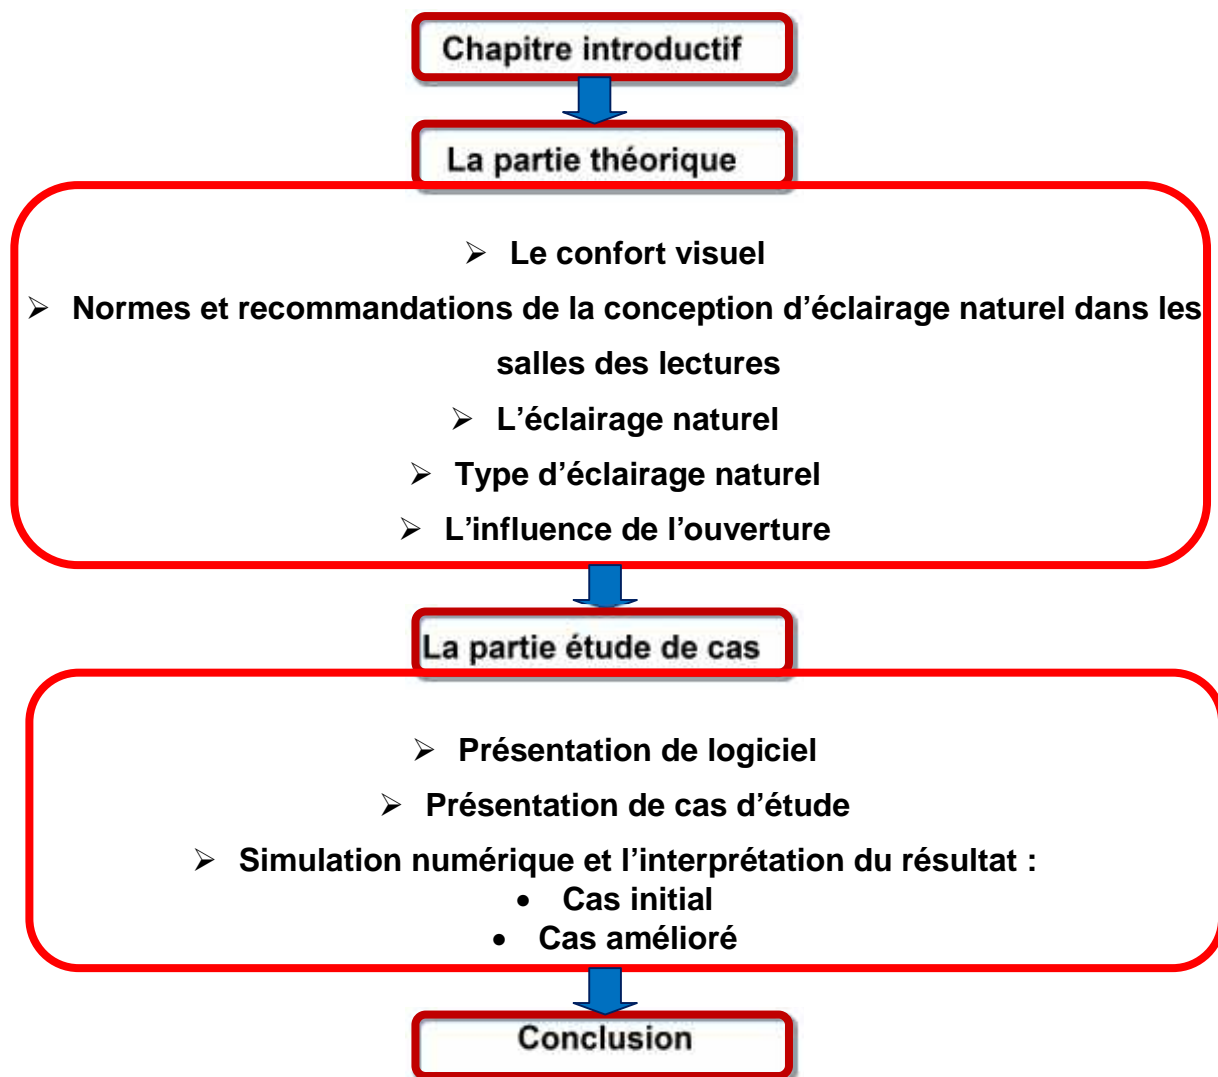 Chapitre introductif
La partie théorique
➢ Le confort visuel
➢ Normes et recommandations de la conception d’éclairage naturel dans les
salles des lectures
➢ L’éclairage naturel
➢ Type d’éclairage naturel
➢ L’influence de l’ouverture
La partie étude de cas
➢ Présentation de logiciel
➢ Présentation de cas d’étude
➢ Simulation numérique et l’interprétation du résultat :
• Cas initial
• Cas amélioré
Conclusion